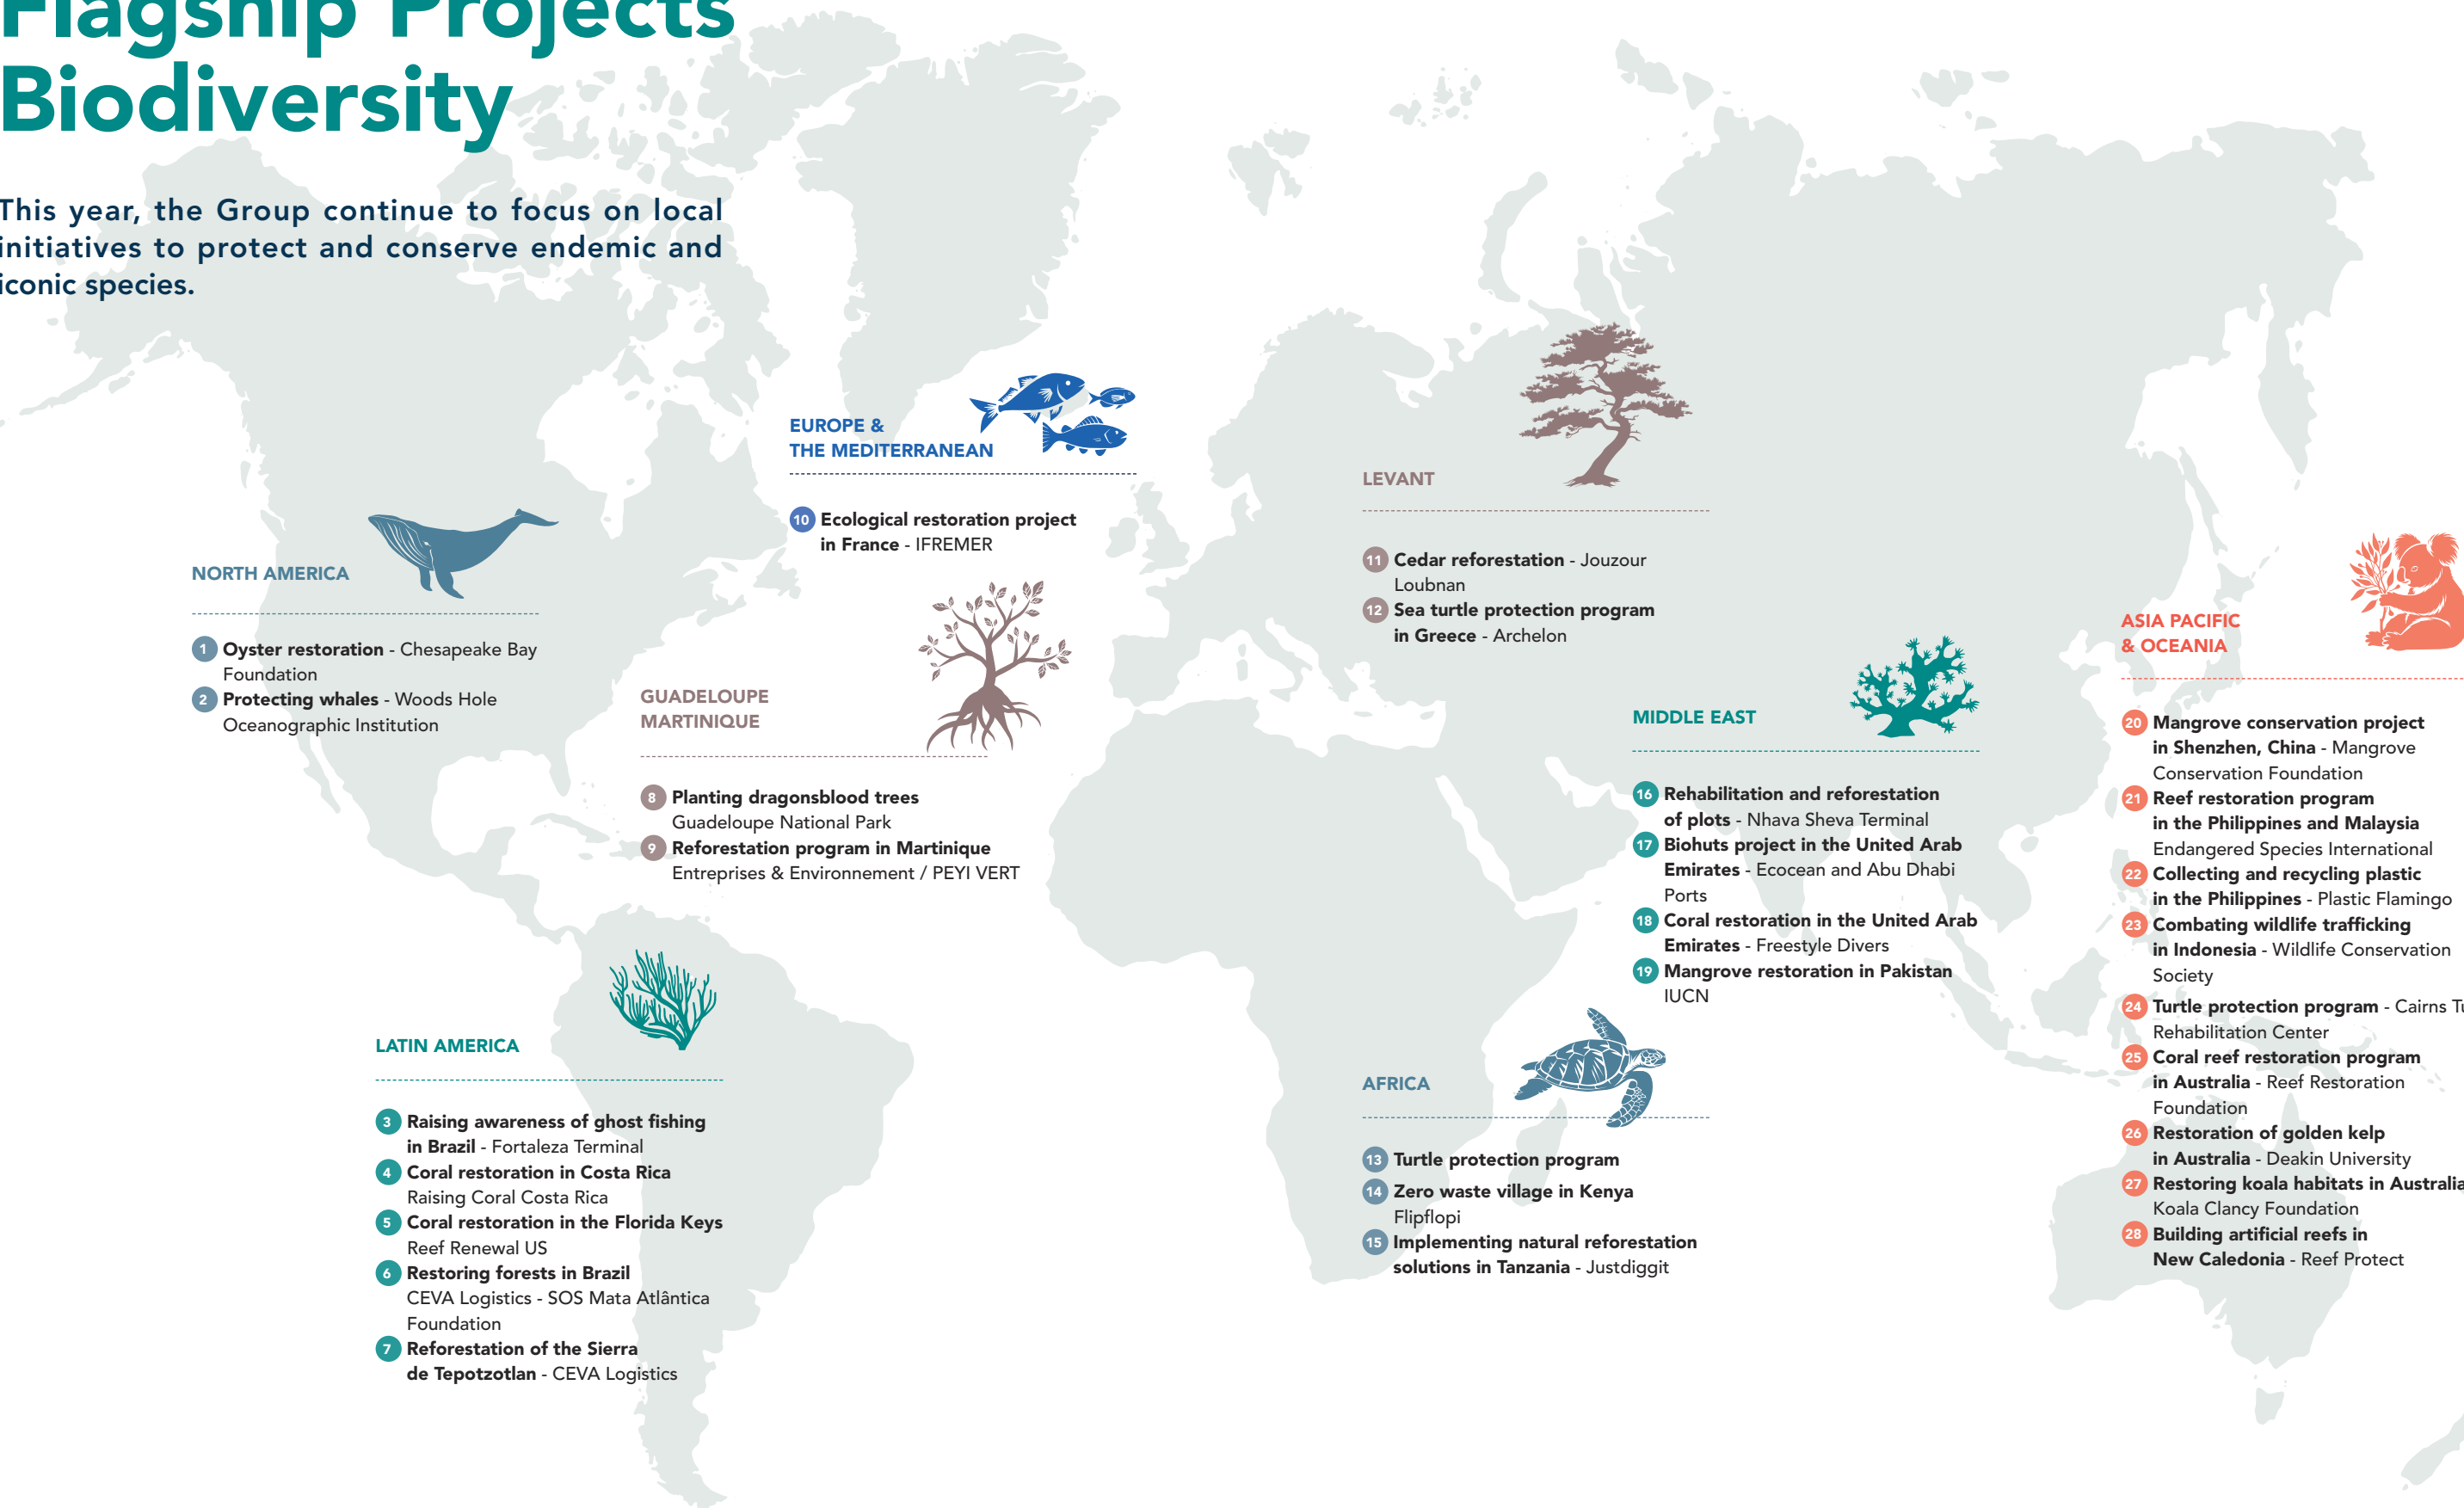 Flagship Projects
Biodiversity
This year, the Group continue to focus on local
initiatives to protect and conserve endemic and
iconic species.
NORTH AMERICA
1 Oyster restoration - Chesapeake Bay
Foundation
2 Protecting whales - Woods Hole
Oceanographic Institution
LATIN AMERICA
3 Raising awareness of ghost fishing
in Brazil - Fortaleza Terminal
4 Coral restoration in Costa Rica
Raising Coral Costa Rica
5 Coral restoration in the Florida Keys
Reef Renewal US
6 Restoring forests in Brazil
CEVA Logistics - SOS Mata Atlântica
Foundation
7 Reforestation of the Sierra
de Tepotzotlan - CEVA Logistics
GUADELOUPE
MARTINIQUE
8 Planting dragonsblood trees
Guadeloupe National Park
9 Reforestation program in Martinique
Entreprises & Environnement / PEYI VERT
EUROPE &
THE MEDITERRANEAN
10 Ecological restoration project
in France - IFREMER
LEVANT
11 Cedar reforestation - Jouzour
Loubnan
12 Sea turtle protection program
in Greece - Archelon
AFRICA
13 Turtle protection program
14 Zero waste village in Kenya
Flipflopi
15 Implementing natural reforestation
solutions in Tanzania - Justdiggit
MIDDLE EAST
16 Rehabilitation and reforestation
of plots - Nhava Sheva Terminal
17 Biohuts project in the United Arab
Emirates - Ecocean and Abu Dhabi
Ports
18 Coral restoration in the United Arab
Emirates - Freestyle Divers
19 Mangrove restoration in Pakistan
IUCN
ASIA PACIFIC
& OCEANIA
20 Mangrove conservation project
in Shenzhen, China - Mangrove
Conservation Foundation
21 Reef restoration program
in the Philippines and Malaysia
Endangered Species International
22 Collecting and recycling plastic
in the Philippines - Plastic Flamingo
23 Combating wildlife trafficking
in Indonesia - Wildlife Conservation
Society
24 Turtle protection program - Cairns
Rehabilitation Center
25 Coral reef restoration program
in Australia - Reef Restoration
Foundation
26 Restoration of golden kelp
in Australia - Deakin University
27 Restoring koala habitats in Australia
Koala Clancy Foundation
28 Building artificial reefs in
New Caledonia - Reef Protect